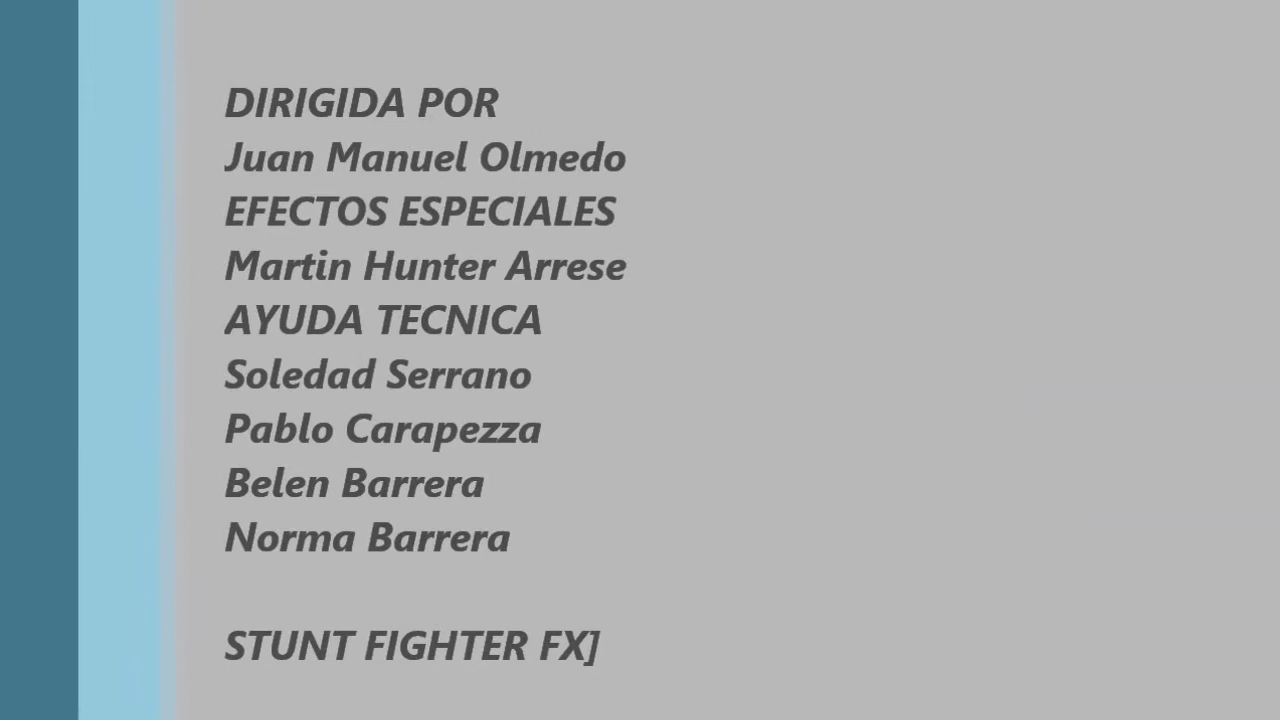 DIRIGIDA POR
Juan Manuel Olmedo
EFECTOS ESPECIALES
Martin Hunter Arrese
AYUDA TECNICA
Soledad Serrano
Pablo Carapezza
Belen Barrera
Norma Barrera
STUNT FIGHTER FX]